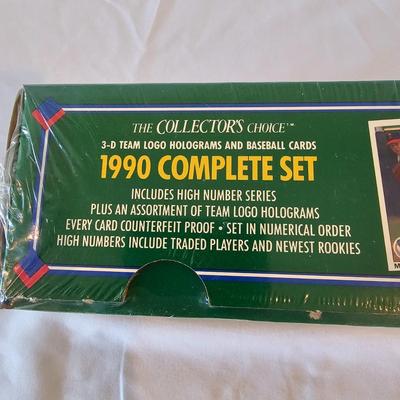 THE COLLECTOR'S CHOICE™
3-D TEAM LOGO HOLOGRAMS AND BASEBALL CARDS
1990 COMPLETE SET
INCLUDES HIGH NUMBER SERIES
PLUS AN ASSORTMENT OF TEAM LOGO HOLOGRAMS
EVERY CARD COUNTERFEIT PROOF • SET IN NUMERICAL ORDER
HIGH NUMBERS INCLUDE TRADED PLAYERS AND NEWEST ROOKIES